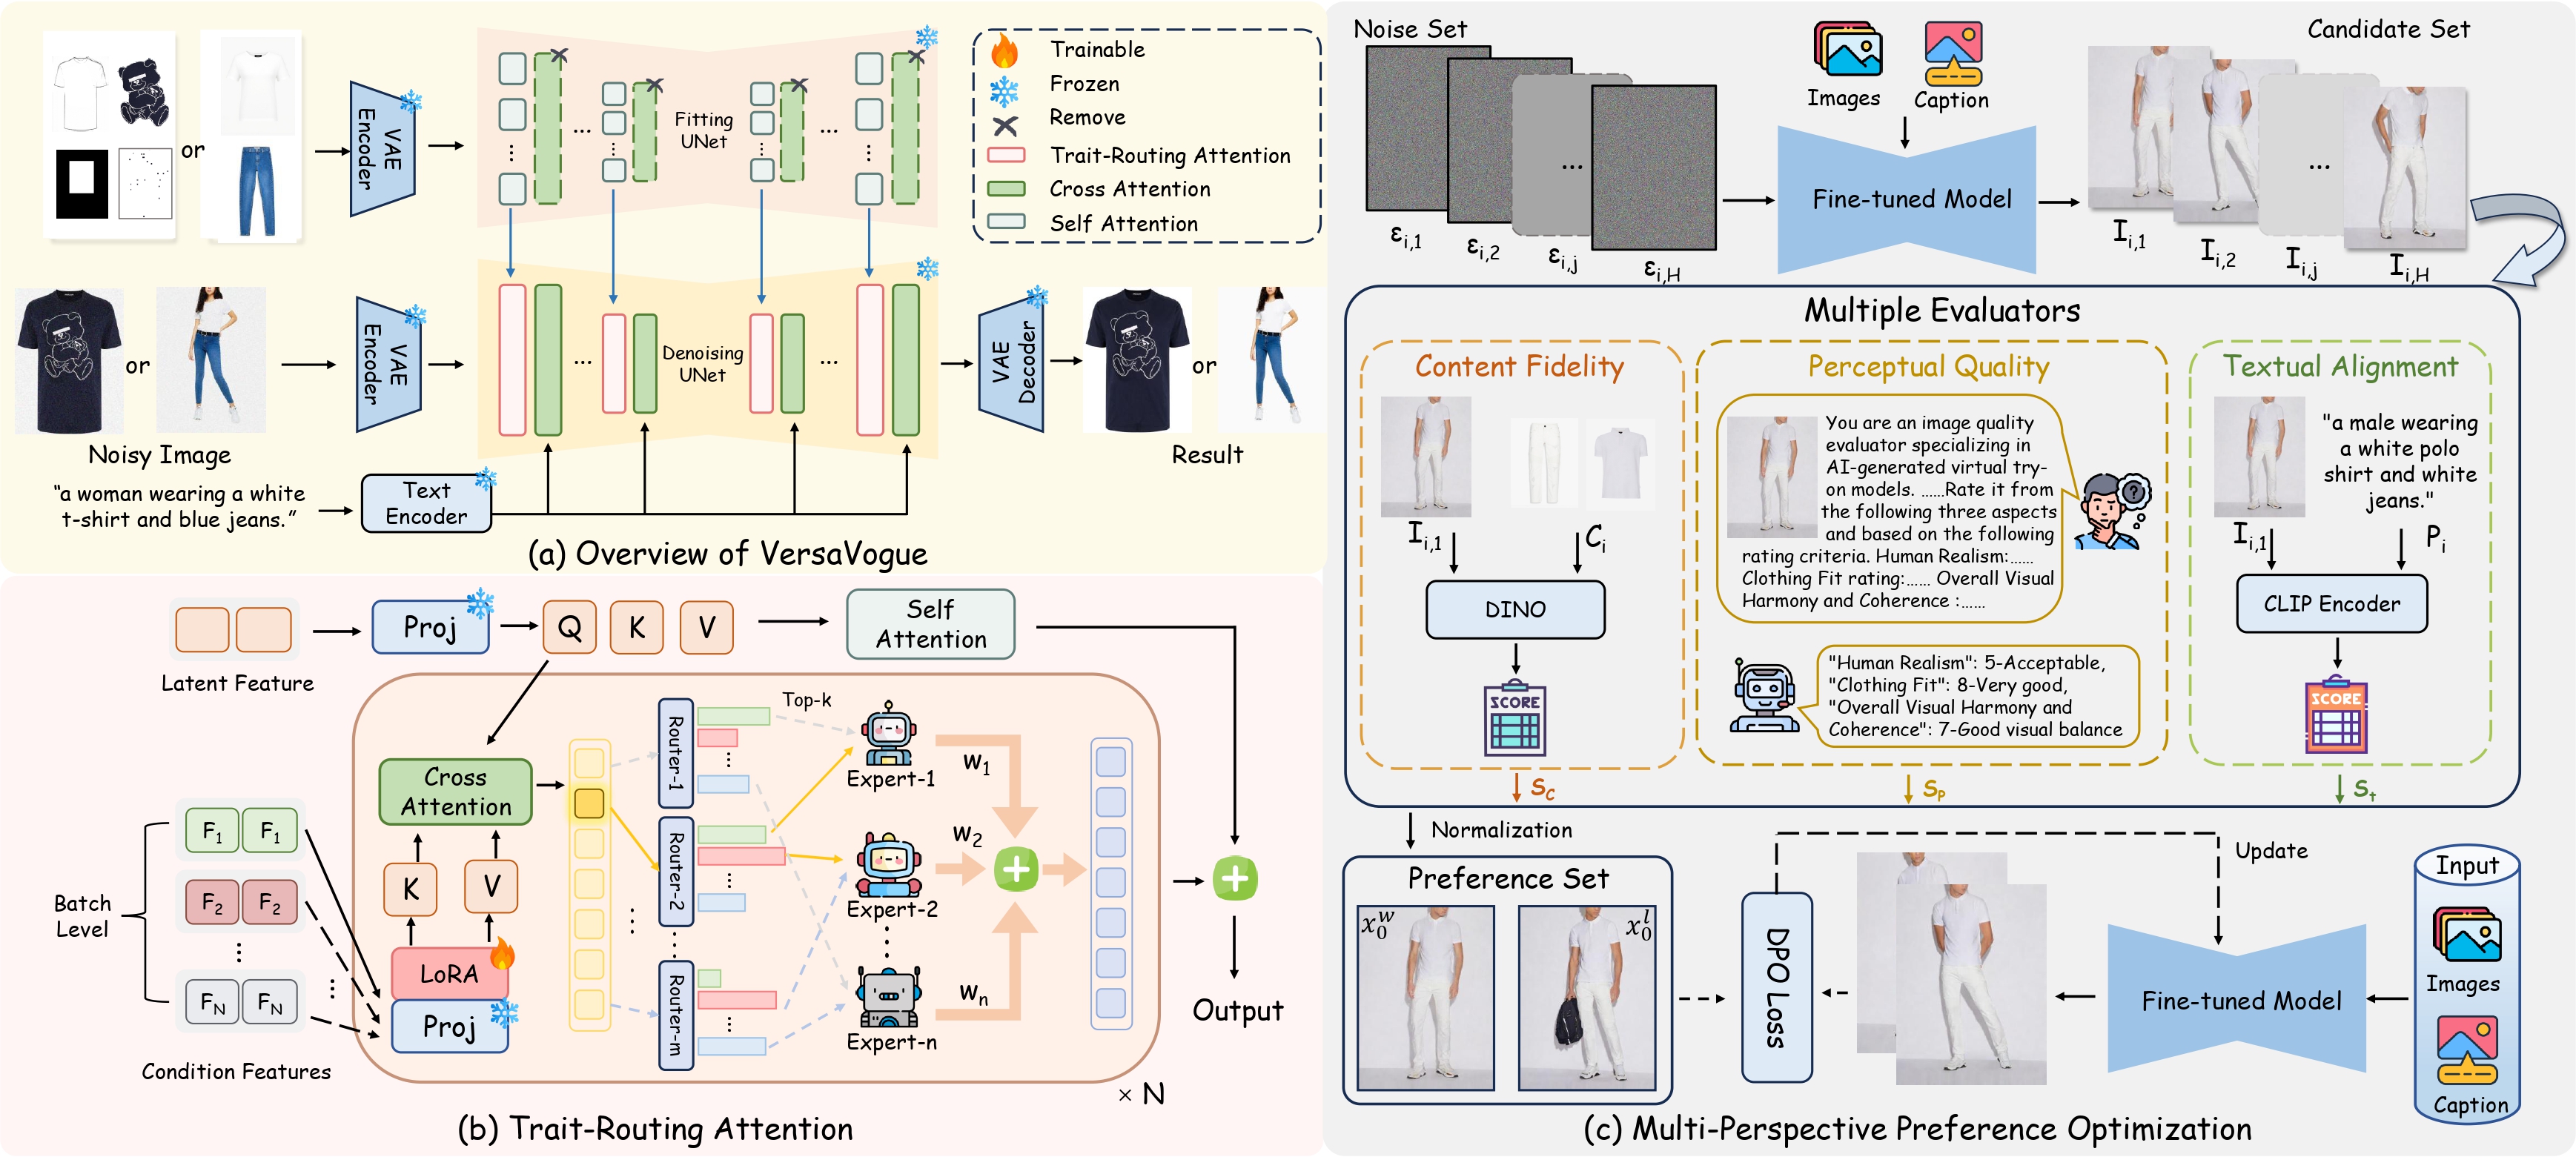 or
VAE
Encoder
...
Fitting
UNet
...
Trainable
Frozen
Remove
Trait-Routing Attention
Cross Attention
Self Attention
or
Noisy Image
VAE
Encoder
...
Denoising
UNet
...
VAE
Decoder
or
Result
“a woman wearing a white
t-shirt and blue jeans.”
Text
Encoder
(a) Overview of VersaVogue
Latent Feature
Proj
Q
K
V
Self
Attention
Cross
Attention
K
V
LoRA
Proj
Batch
Level
F1 F1
F2 F2
FN FN
Condition Features
Router-1
Router-2
Router-m
Top-k
Expert-1
Expert-2
Expert-n
w1
w2
wn
Output
× N
(b) Trait-Routing Attention
Noise Set
εi,1
εi,2
εi,j
εi,H
...
Images
Caption
Fine-tuned Model
Candidate Set
...
Ii,1
Ii,2
Ii,j
Ii,H
Multiple Evaluators
Content Fidelity
Ii,1
Ci
DINO
SCORE
Sc
Perceptual Quality
You are an image quality
evaluator specializing in
AI-generated virtual try-
on models. ......Rate it from
the following three aspects
and based on the following
rating criteria. Human Realism:......
Clothing Fit rating:...... Overall Visual
Harmony and Coherence :......
?
"Human Realism": 5-Acceptable,
"Clothing Fit": 8-Very good,
"Overall Visual Harmony and
Coherence": 7-Good visual balance
Sp
Textual Alignment
"a male wearing
a white polo
shirt and white
jeans."
Ii,1
Pi
CLIP Encoder
SCORE
St
Normalization
Preference Set
x0w
x0l
DPO Loss
Update
Fine-tuned Model
Input
Images
Caption
(c) Multi-Perspective Preference Optimization